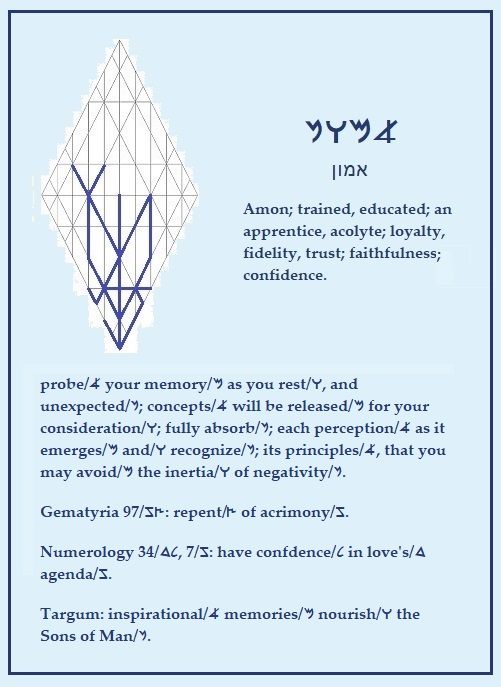 𐤀𐤌𐤅𐤍
אמון
Amon; trained, educated; an
apprentice, acolyte; loyalty,
fidelity, trust; faithfulness;
confidence.
probe/𐤀 your memory/𐤌 as you rest/𐤅, and
unexpected/𐤍; concepts/𐤀 will be released/𐤌 for your
consideration/𐤅; fully absorb/𐤍; each perception/𐤀 as it
emerges/𐤌 and/𐤅 recognize/𐤍; its principles/𐤀, that you
may avoid/𐤌 the inertia/𐤅 of negativity/𐤍.
Gematyria 97/𐤑𐤆: repent/𐤑 of acrimony/𐤆.
Numerology 34/𐤋𐤃, 7/𐤆: have confdence/𐤋 in love's/𐤃
agenda/𐤆.
Targum: inspirational/𐤀 memories/𐤌 nourish/𐤅 the
Sons of Man/𐤍.